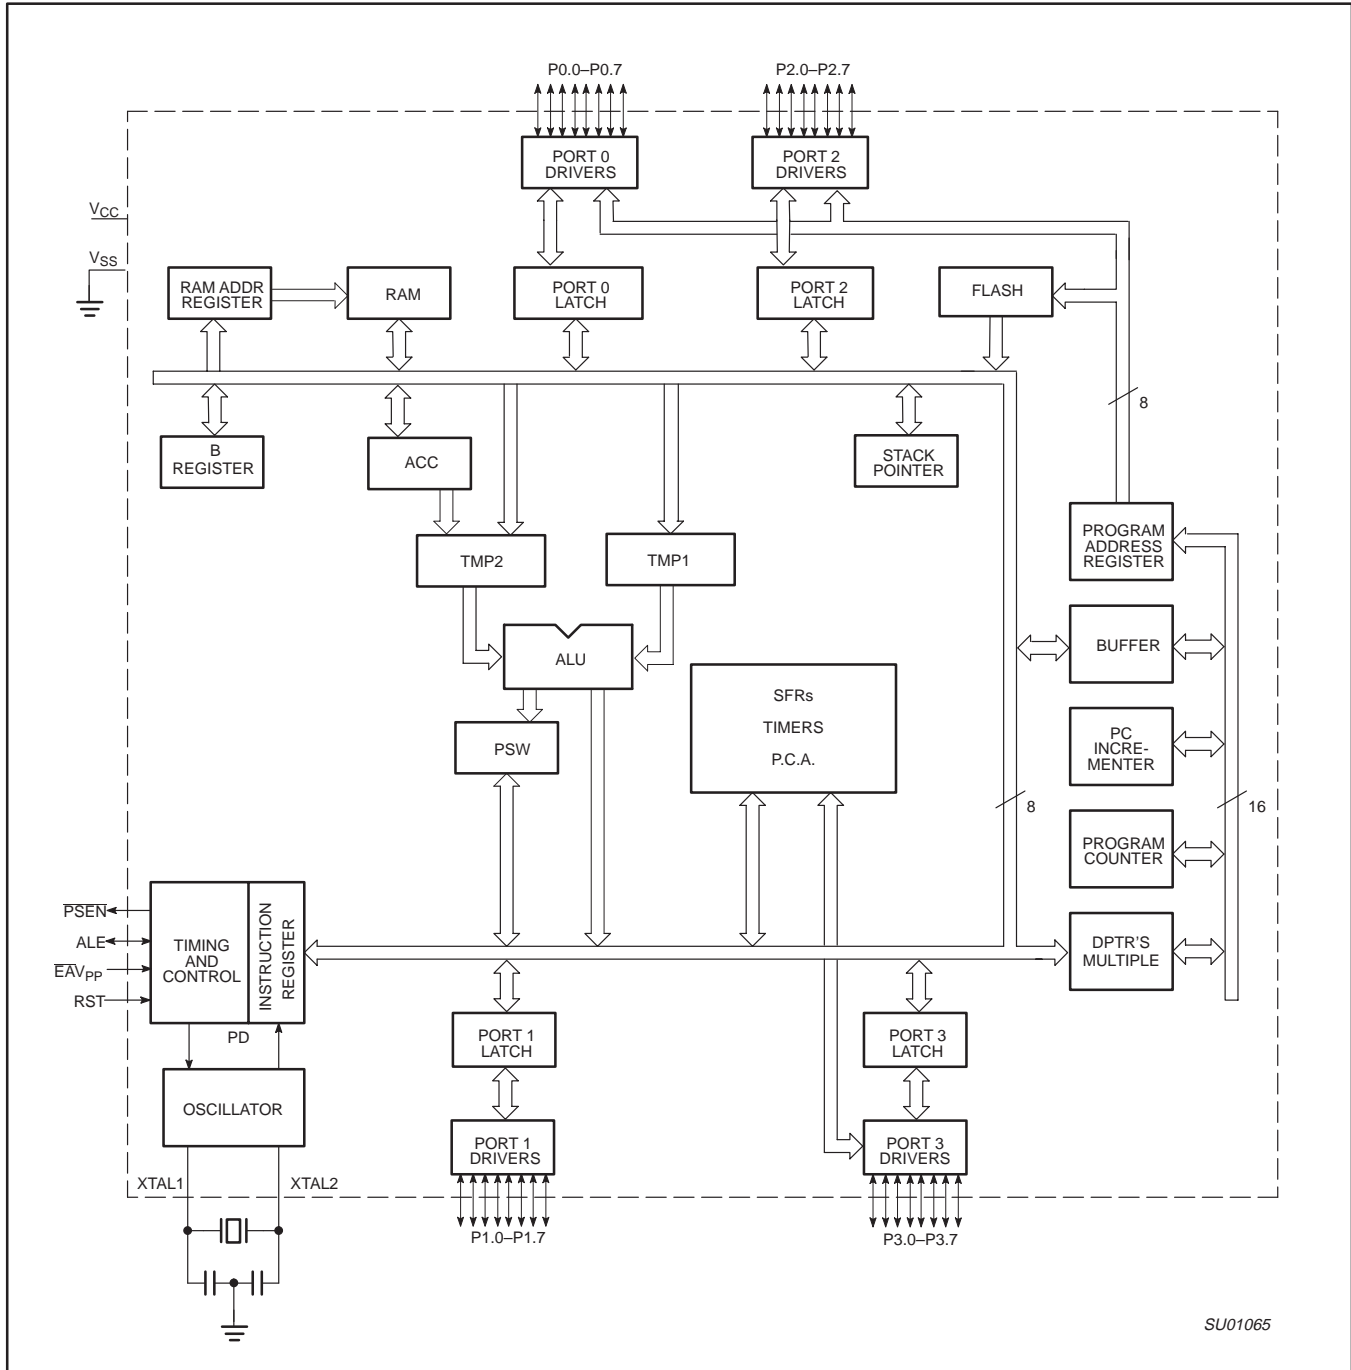 P0.0–P0.7
P2.0–P2.7
PORT 0
DRIVERS
PORT 2
DRIVERS
VCC
VSS
RAM ADDR
REGISTER
RAM
PORT 0
LATCH
PORT 2
LATCH
FLASH
8
B
REGISTER
ACC
STACK
POINTER
PROGRAM
ADDRESS
REGISTER
TMP2
TMP1
BUFFER
ALU
SFRs
TIMERS
P.C.A.
PSW
PC
INCRE-
MENTER
8
16
PROGRAM
COUNTER
PSEN
ALE
EAVPP
RST
TIMING
AND
CONTROL
INSTRUCTION
REGISTER
DPTR'S
MULTIPLE
PD
PORT 1
LATCH
PORT 3
LATCH
OSCILLATOR
PORT 1
DRIVERS
PORT 3
DRIVERS
XTAL1
XTAL2
P1.0–P1.7
P3.0–P3.7
SU01065